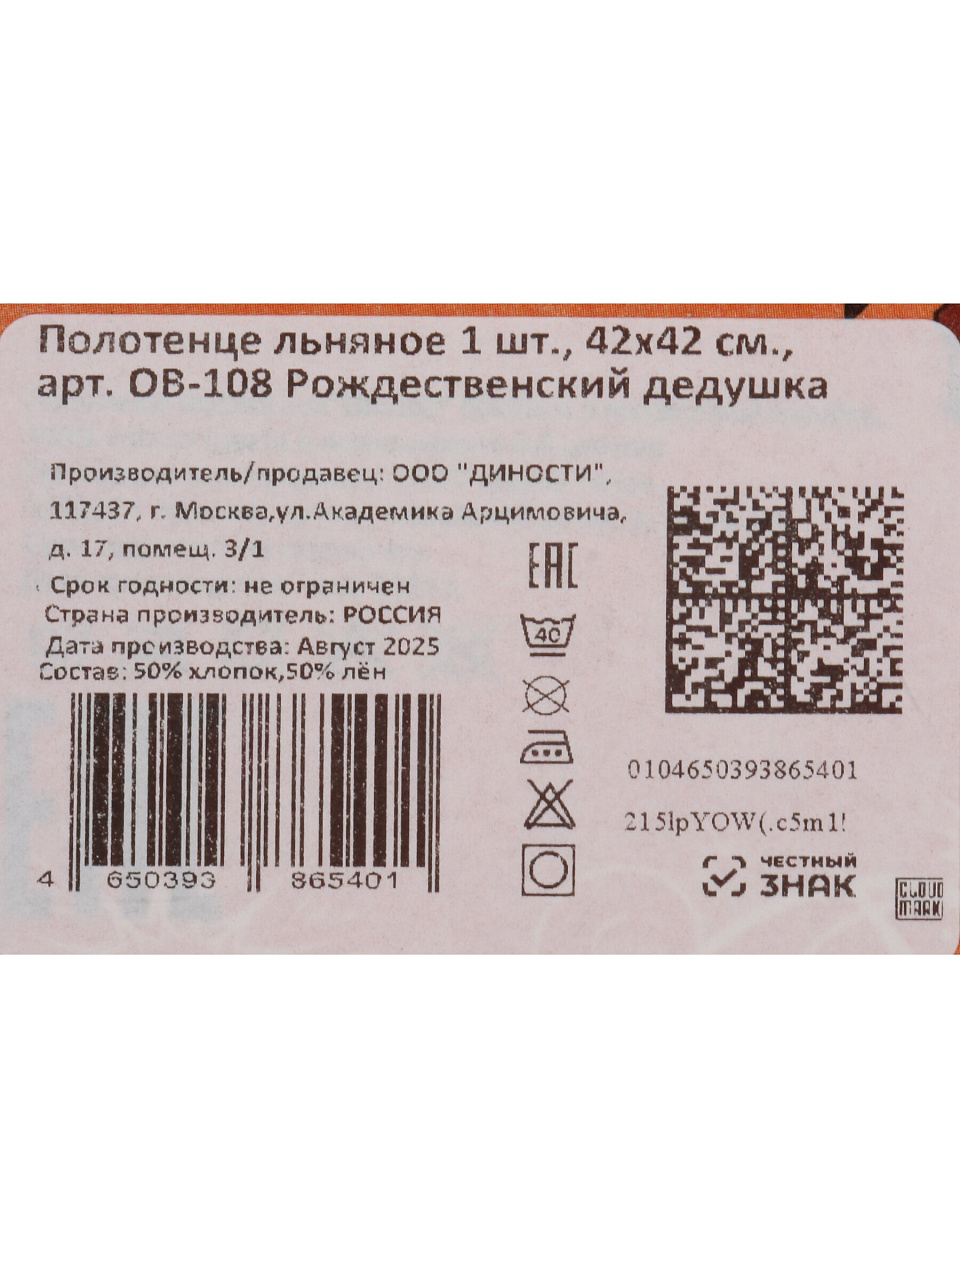 Полотенце льняное 1 шт., 42х42 см.,
арт. ОВ-108 Рождественский дедушка
Производитель/продавец: ООО "ДИНОСТИ",
117437, г. Москва,ул.Академика Арцимовича,
д. 17, помещ. 3/1
Срок годности: не ограничен
Страна производитель: РОССИЯ
Дата производства: Август 2025
Состав: 50% хлопок,50% лён
4 650393 865401
EAC
40
0104650393865401
215lpYOW(.c5m1!
ЧЕСТНЫЙ
ЗНАК
CLOUD
MARK